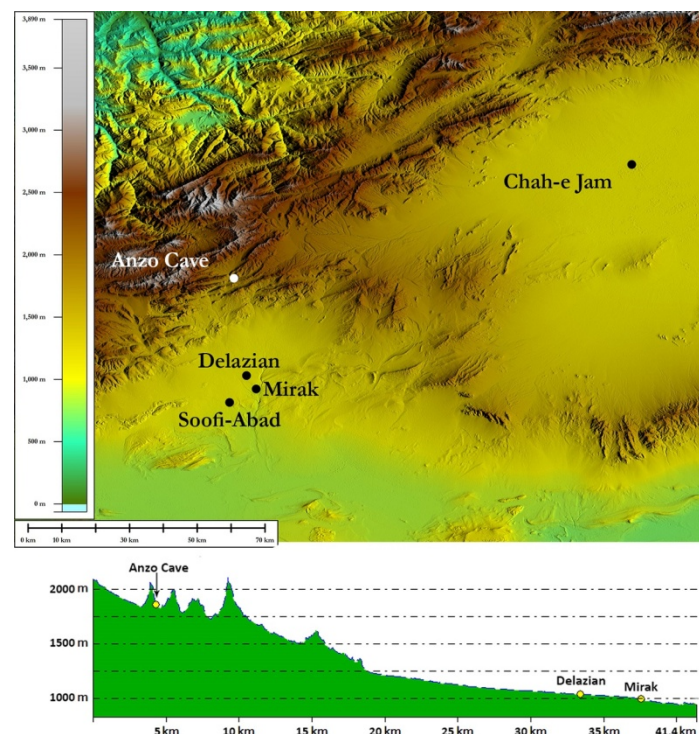 3,890 m
3,500 m
3,000 m
2,500 m
2,000 m
1,500 m
1,000 m
500 m
0 m
Chah-e Jam
Anzo Cave
Delazian
Mirak
Soofi-Abad
0 km 10 km 30 km 50 km 70 km
Anzo Cave
2000 m
1500 m
1000 m
Delazian
Mirak
5 km 10 km 15 km 20 km 25 km 30 km 35 km 41.4 km